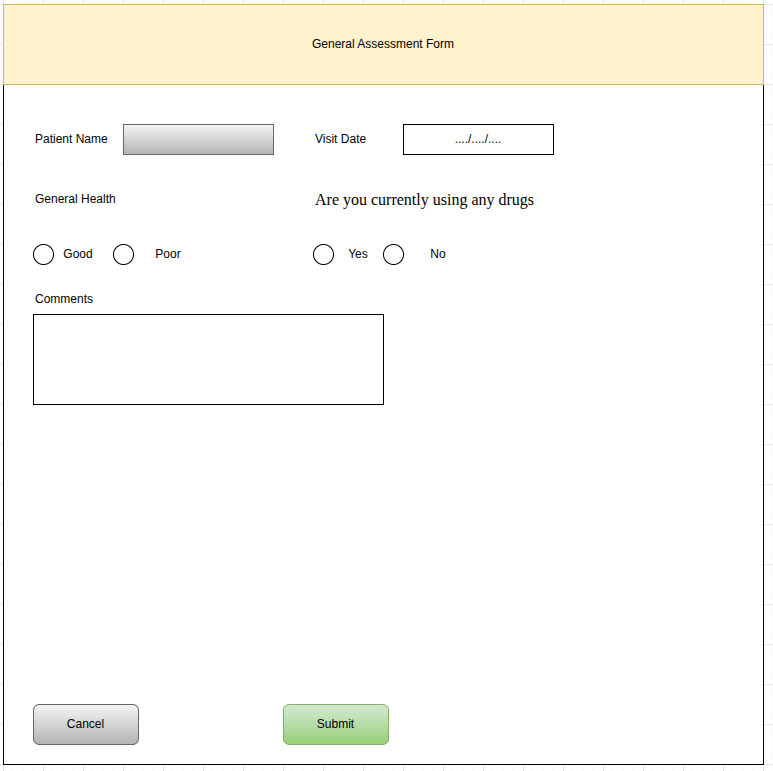 General Assessment Form
Patient Name
Visit Date
..../..../....
General Health
Are you currently using any drugs
Good
Poor
Yes
No
Comments
Cancel
Submit